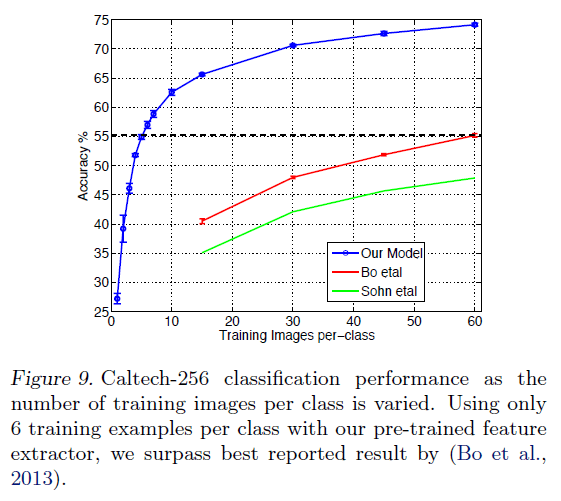 75
70
65
60
55
50
45
40
35
30
25
Accuracy %
0 10 20 30 40 50 60
Training Images per-class
Our Model
Bo etal
Sohn etal
Figure 9. Caltech-256 classification performance as the
number of training images per class is varied. Using only
6 training examples per class with our pre-trained feature
extractor, we surpass best reported result by (Bo et al.,
2013).